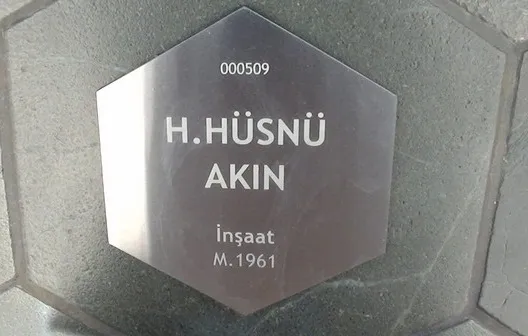 000509
H.HÜSNÜ
AKIN
İnşaat
M.1961